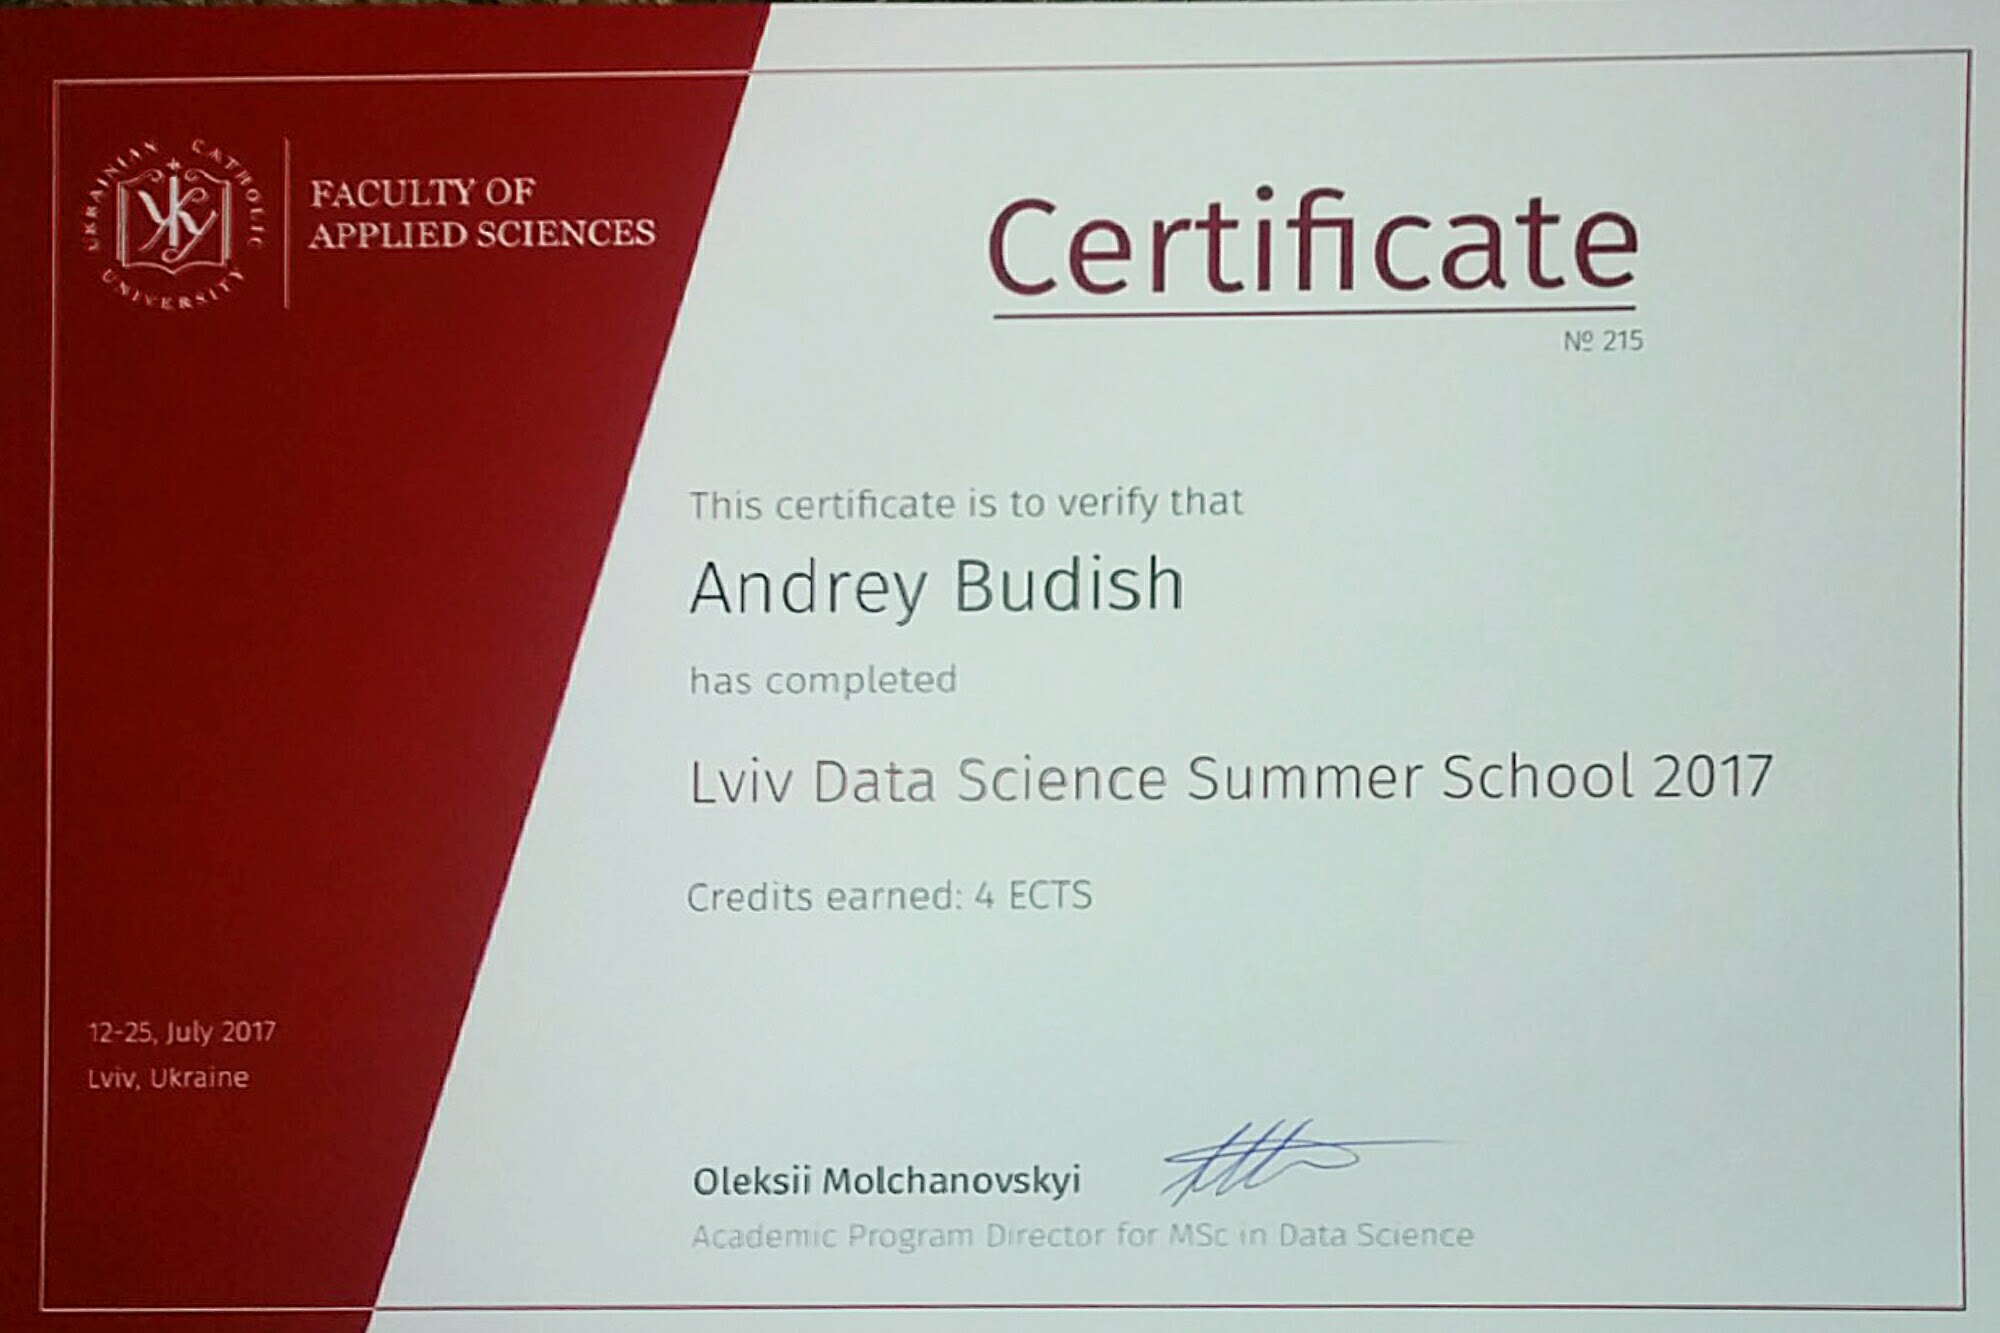 UKRAINIAN CATHOLIC UNIVERSITY
УКУ
FACULTY OF
APPLIED SCIENCES
Certificate
№ 215
This certificate is to verify that
Andrey Budish
has completed
Lviv Data Science Summer School 2017
Credits earned: 4 ECTS
12-25, July 2017
Lviv, Ukraine
Oleksii Molchanovskyi
Academic Program Director for MSc in Data Science